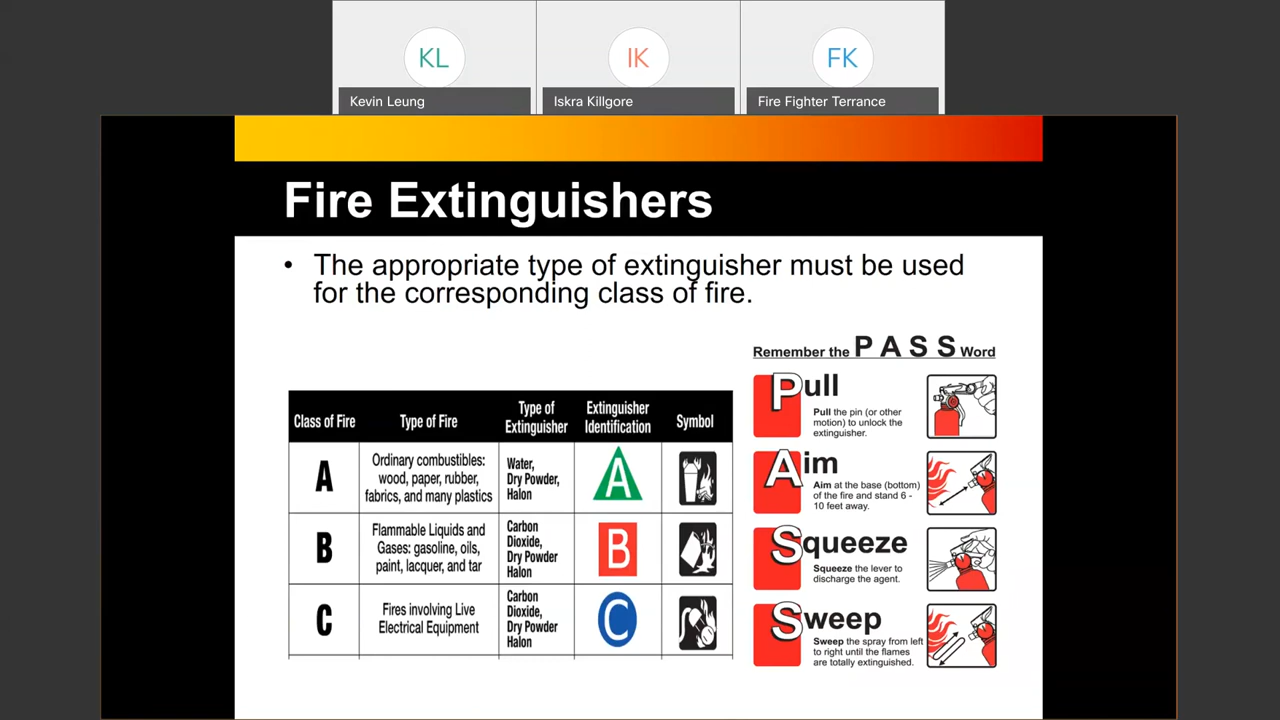 KL
IK
FK
Kevin Leung
Iskra Killgore
Fire Fighter Terrance
Fire Extinguishers
• The appropriate type of extinguisher must be used
for the corresponding class of fire.
Class of Fire
Type of Fire
Type of
Extinguisher
Extinguisher
Identification
Symbol
A
Ordinary combustibles:
wood, paper, rubber,
fabrics, and many plastics
Water,
Dry Powder,
Halon
A
B
Flammable Liquids and
Gases: gasoline, oils,
paint, lacquer, and tar
Carbon
Dioxide,
Dry Powder
Halon
B
C
Fires involving Live
Electrical Equipment
Carbon
Dioxide,
Dry Powder
Halon
C
Remember the P A S S Word
Pull
Pull the pin (or other
motion) to unlock the
extinguisher.
Aim
Aim at the base (bottom)
of the fire and stand 6 -
10 feet away.
Squeeze
Squeeze the lever to
discharge the agent.
Sweep
Sweep the spray from left
to right until the flames
are totally extinguished.